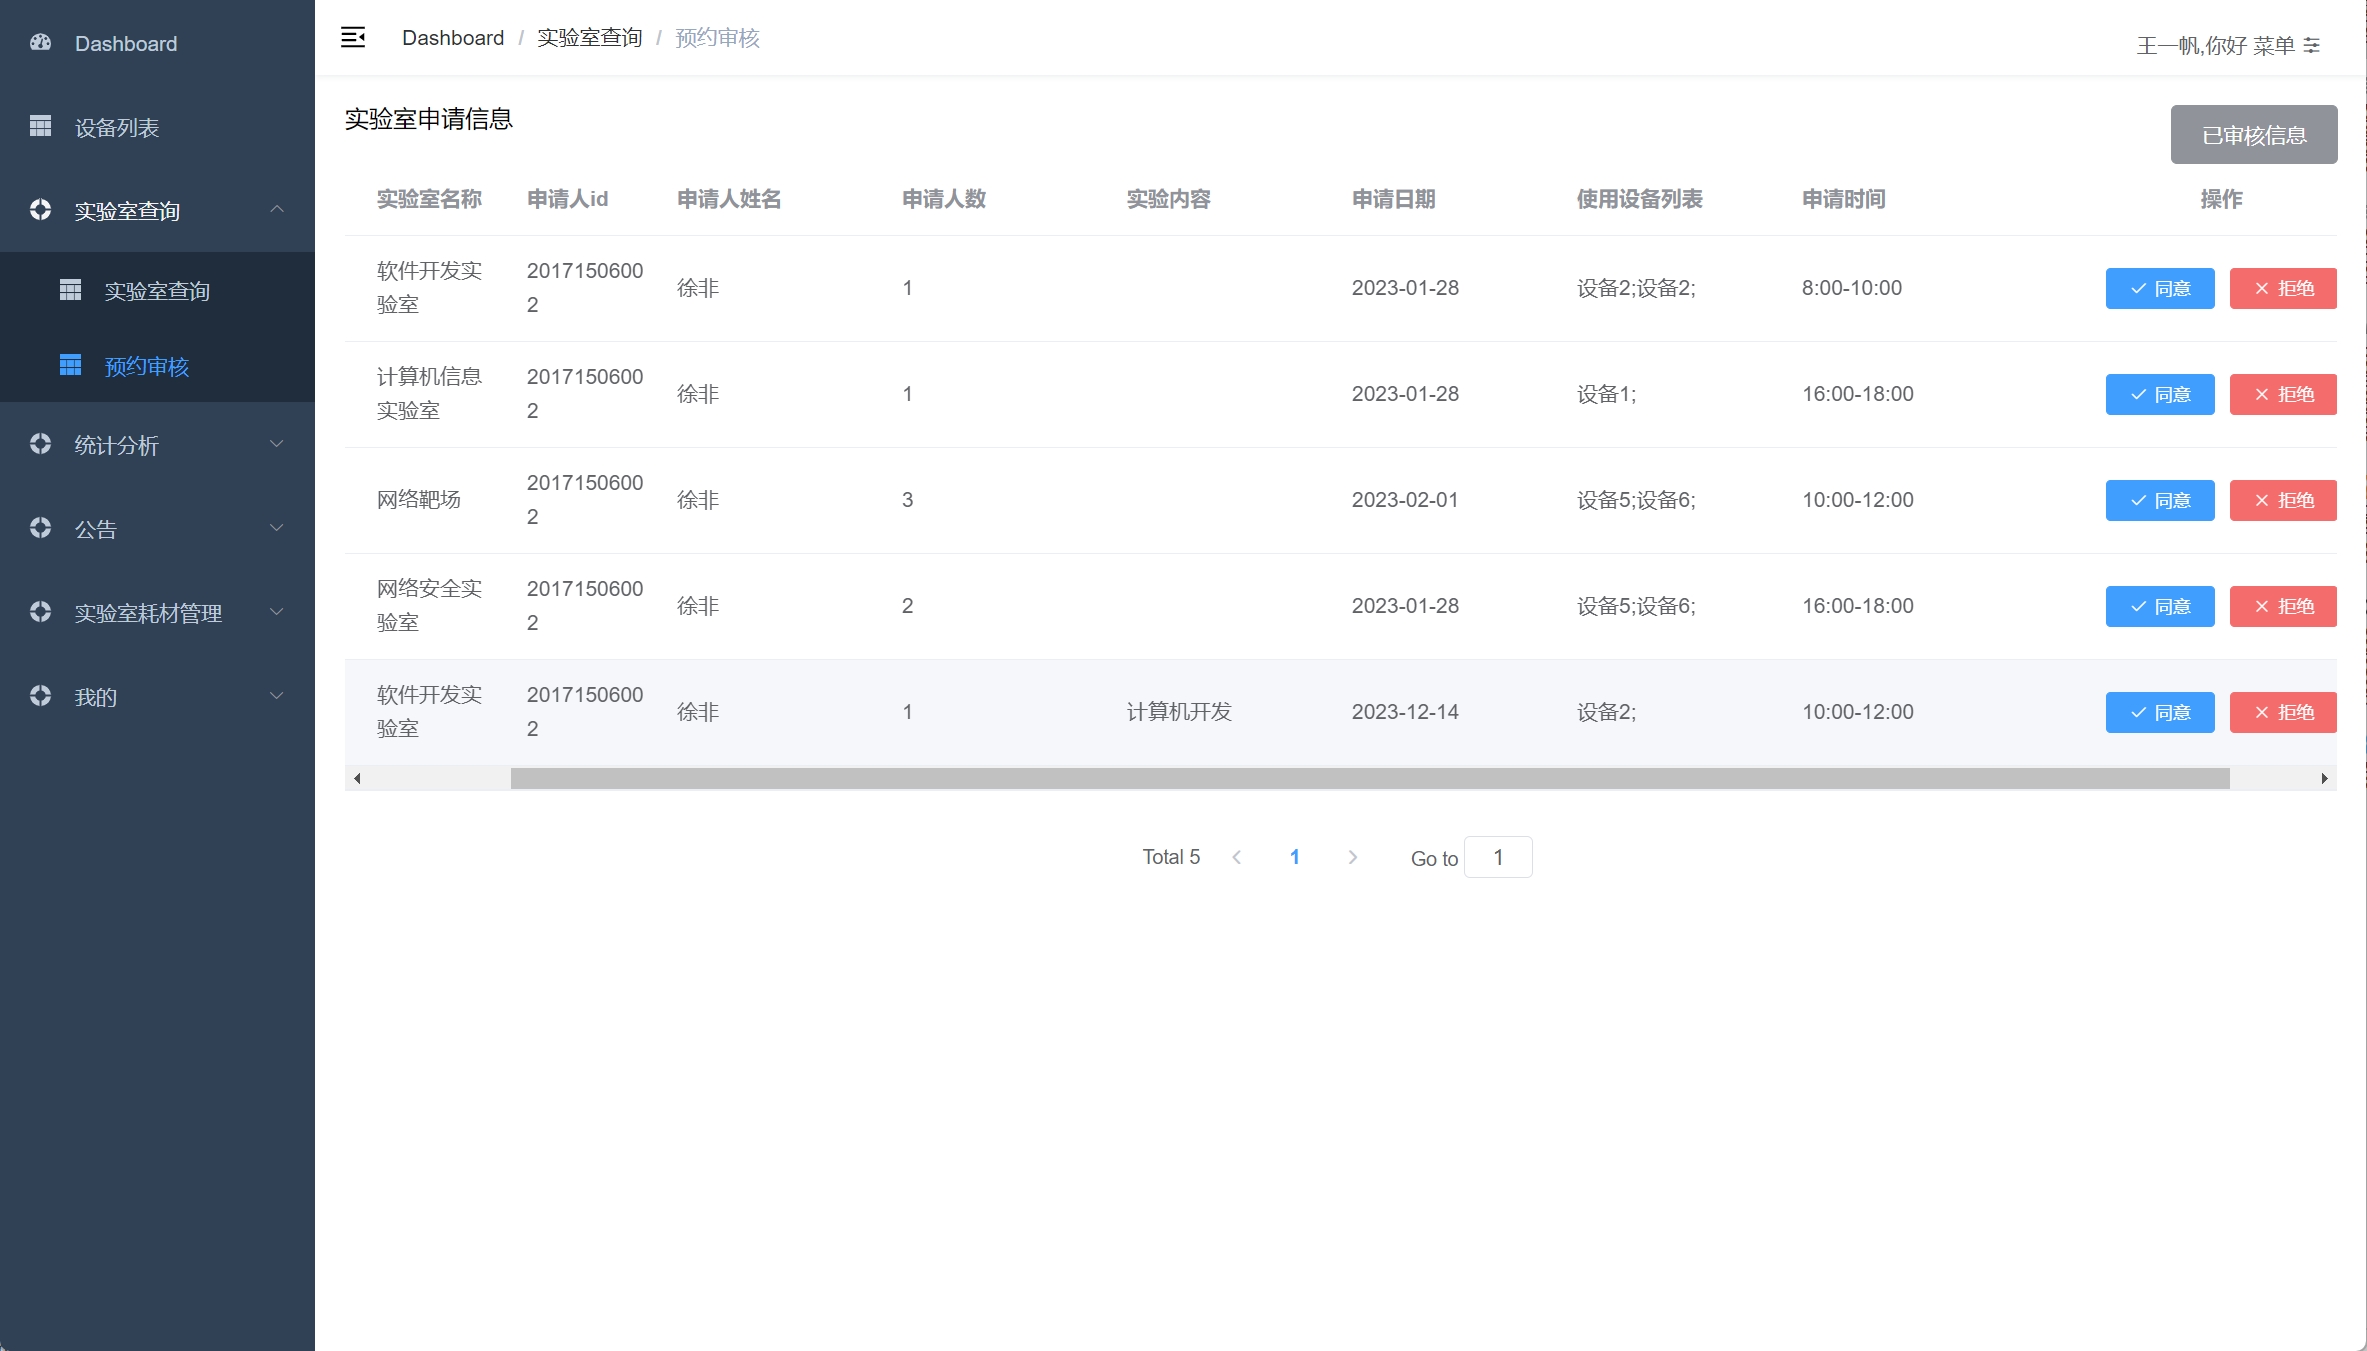 Dashboard
设备列表
实验室查询
实验室查询
预约审核
统计分析
公告
实验室耗材管理
我的
Dashboard / 实验室查询 / 预约审核
王一帆,你好 菜单
实验室申请信息
已审核信息
实验室名称 申请人id 申请人姓名 申请人数 实验内容 申请日期 使用设备列表 申请时间 操作
软件开发实
验室
2017150600
2
徐非 1 2023-01-28 设备2;设备2; 8:00-10:00 同意 拒绝
计算机信息
实验室
2017150600
2
徐非 1 2023-01-28 设备1; 16:00-18:00 同意 拒绝
网络靶场
2017150600
2
徐非 3 2023-02-01 设备5;设备6; 10:00-12:00 同意 拒绝
网络安全实
验室
2017150600
2
徐非 2 2023-01-28 设备5;设备6; 16:00-18:00 同意 拒绝
软件开发实
验室
2017150600
2
徐非 1 计算机开发 2023-12-14 设备2; 10:00-12:00 同意 拒绝
Total 5 1 Go to 1